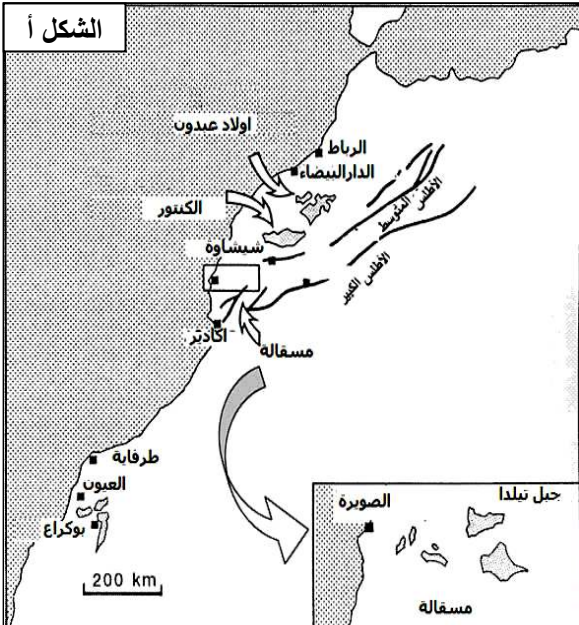 الشكل أ
اولاد عبدون
الرباط
الدارالبيضاء
الكنتور
الأطلس المتوسط
شيشاوة
الأطلس الكبير
أكادير
مسقالة
طرفاية
العيون
بوكراع
200 km
جبل تيلدا
الصويرة
مسقالة